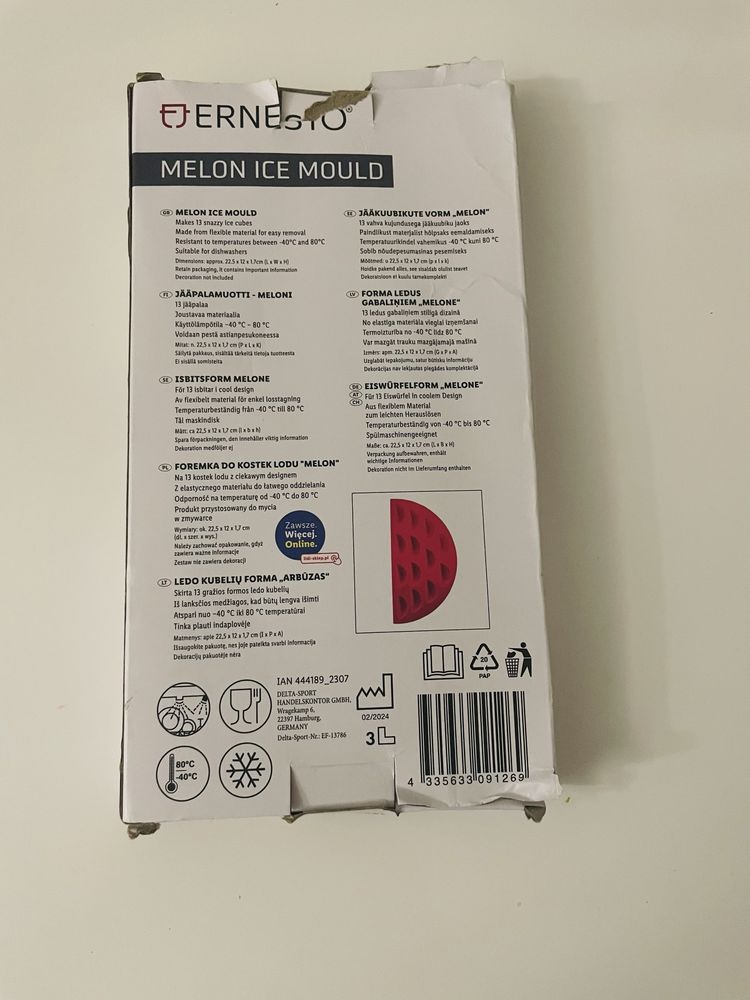 ERNESTO®
MELON ICE MOULD
GB MELON ICE MOULD
Makes 13 snazzy ice cubes
Made from flexible material for easy removal
Resistant to temperatures between -40°C and 80°C
Suitable for dishwashers
Dimensions: approx. 22.5 x 12 x 1.7cm (L x W x H)
Retain packaging, it contains important information
Decoration not included
FI JÄÄPALAMUOTTI - MELONI
13 jääpalaa
Joustavaa materiaalia
Käyttölämpötila –40 °C – 80 °C
Voidaan pestä astianpesukoneessa
Mitat: n. 22,5 x 12 x 1,7 cm (P x L x K)
Säilytä pakkaus, sisältää tärkeitä tietoja tuotteesta
Ei sisällä somisteita
SE ISBITSFORM MELONE
För 13 isbitar i cool design
Av flexibelt material för enkel losstagning
Temperaturbeständig från -40 °C till 80 °C
Tål maskindisk
Mått: ca 22,5 x 12 x 1,7 cm (l x b x h)
Spara förpackningen, den innehåller viktig information
Dekoration medföljer ej
PL FOREMKA DO KOSTEK LODU "MELON"
Na 13 kostek lodu z ciekawym designem
Z elastycznego materiału do łatwego oddzielania
Odporność na temperaturę od -40 °C do 80 °C
Produkt przystosowany do mycia
w zmywarce
Wymiary: ok. 22,5 x 12 x 1,7 cm
(dł. x szer. x wys.)
Należy zachować opakowanie, gdyż
zawiera ważne informacje
Zestaw nie zawiera dekoracji
Zawsze.
Więcej.
Online.
lidl-sklep.pl
LT LEDO KUBELIŲ FORMA „ARBŪZAS"
Skirta 13 gražios formos ledo kubelių
Iš lanksčios medžiagos, kad būtų lengva išimti
Atspari nuo –40 °C iki 80 °C temperatūrai
Tinka plauti indaplovėje
Matmenys: apie 22,5 x 12 x 1,7 cm (I x P x A)
Išsaugokite pakuotę, nes joje pateikta svarbi informacija
Dekoracijų pakuotėje nėra
EE JÄÄKUUBIKUTE VORM „MELON"
13 vahva kujundusega jääkuubiku jaoks
Paindlikust materjalist hõlpsaks eemaldamiseks
Temperatuurikindel vahemikus -40 °C kuni 80 °C
Sobib nõudepesumasinas pesemiseks
Mõõtmed: u 22,5 x 12 x 1,7 cm (p x l x k)
Hoidke pakend alles, see sisaldab olulist teavet
Dekoratsioon ei kuulu tarnekomplekti
LV FORMA LEDUS
GABALIŅIEM „MELONE"
13 ledus gabaliņiem stilīgā dizainā
No elastīga materiāla vieglai izņemšanai
Termoizturība no -40 °C līdz 80 °C
Var mazgāt trauku mazgājamajā mašīnā
Izmērs: apm. 22,5 x 12 x 1,7 cm (G x P x A)
Uzglabāt iepakojumu, satur būtisku informāciju
Dekorācijas nav iekļautas piegādes komplektācijā
DE AT CH EISWÜRFELFORM „MELONE"
Für 13 Eiswürfel in coolem Design
Aus flexiblem Material
zum leichten Herauslösen
Temperaturbeständig von -40 °C bis 80 °C
Spülmaschinengeeignet
Maße: ca. 22,5 x 12 x 1,7 cm (L x B x H)
Verpackung aufbewahren, enthält
wichtige Informationen
Dekoration nicht im Lieferumfang enthalten
20
PAP
80°C
-40°C
IAN 444189_2307
DELTA-SPORT
HANDELSKONTOR GMBH,
Wragekamp 6,
22397 Hamburg,
GERMANY
Delta-Sport-Nr.: EF-13786
02/2024
3
4 335633 091269